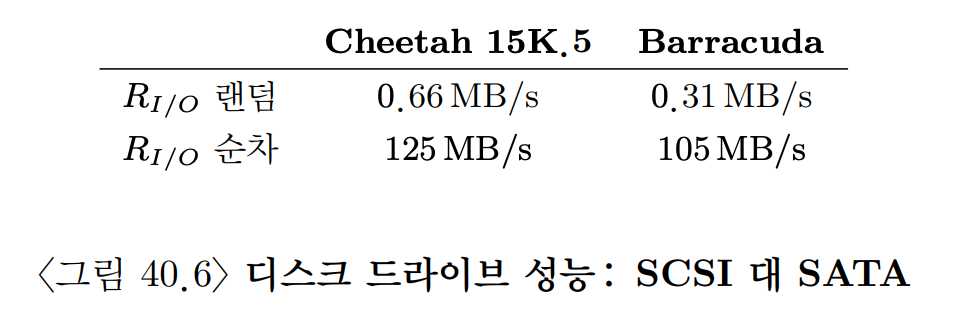 Cheetah 15K.5 Barracuda
R_{I/O} 랜덤 0.66 MB/s 0.31 MB/s
R_{I/O} 순차 125 MB/s 105 MB/s
〈그림 40.6〉 디스크 드라이브 성능: SCSI 대 SATA